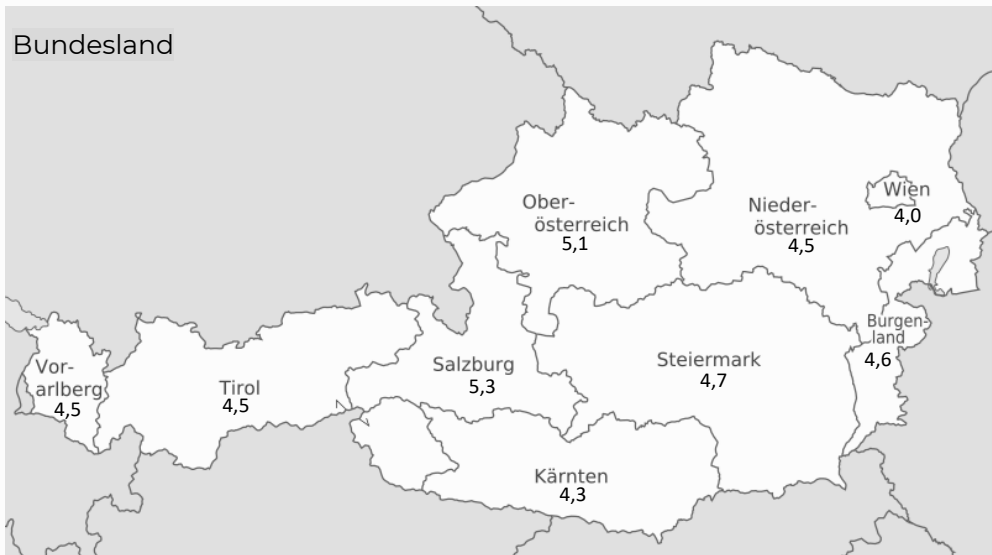 Bundesland
Wien
4,0
Ober-
österreich
5,1
Nieder-
österreich
4,5
Burgen-
land
4,6
Vor-
arlberg
4,5
Tirol
4,5
Salzburg
5,3
Steiermark
4,7
Kärnten
4,3